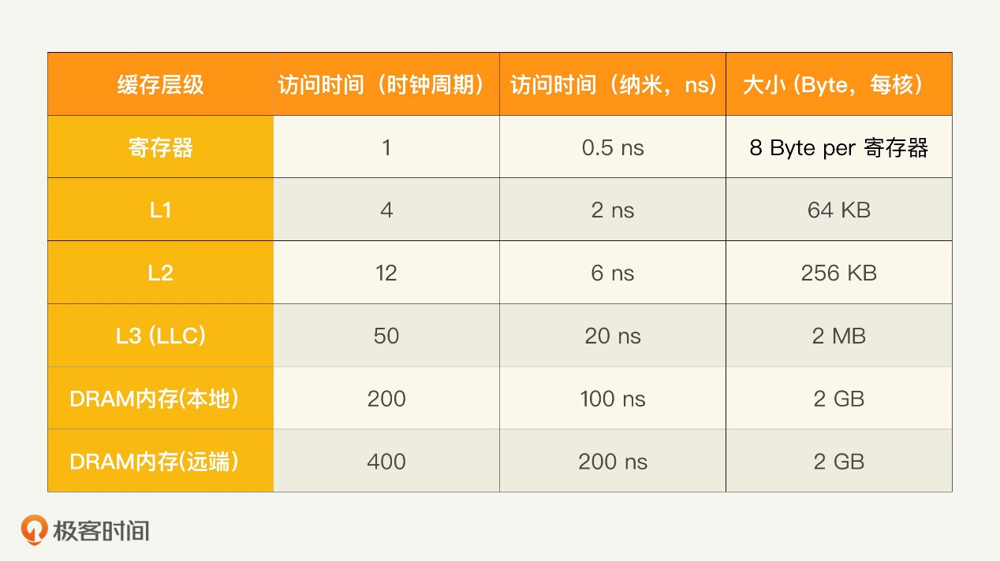 缓存层级 访问时间（时钟周期） 访问时间（纳米，ns） 大小 (Byte，每核）
寄存器 1 0.5 ns 8 Byte per 寄存器
L1 4 2 ns 64 KB
L2 12 6 ns 256 KB
L3 (LLC) 50 20 ns 2 MB
DRAM内存(本地) 200 100 ns 2 GB
DRAM内存(远端) 400 200 ns 2 GB
极客时间